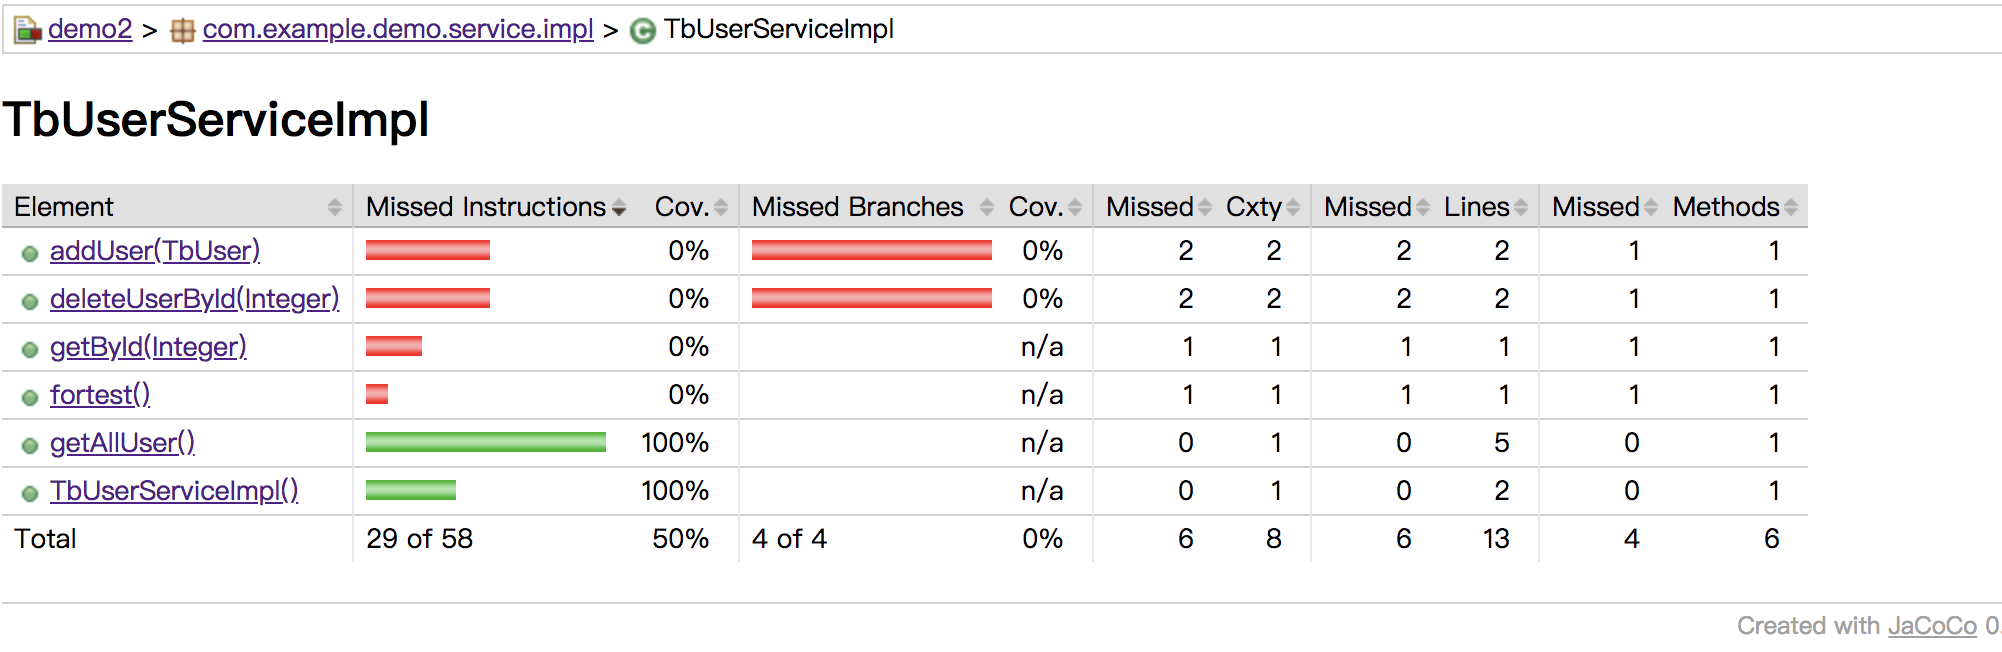 demo2 > com.example.demo.service.impl > TbUserServiceImpl
TbUserServiceImpl
Element Missed Instructions Cov. Missed Branches Cov. Missed Cxty Missed Lines Missed Methods
addUser(TbUser) 0% 0% 2 2 2 2 1 1
deleteUserById(Integer) 0% 0% 2 2 2 2 1 1
getById(Integer) 0% n/a 1 1 1 1 1 1
fortest() 0% n/a 1 1 1 1 1 1
getAllUser() 100% n/a 0 1 0 5 0 1
TbUserServiceImpl() 100% n/a 0 1 0 2 0 1
Total 29 of 58 50% 4 of 4 0% 6 8 6 13 4 6
Created with JaCoCo 0.